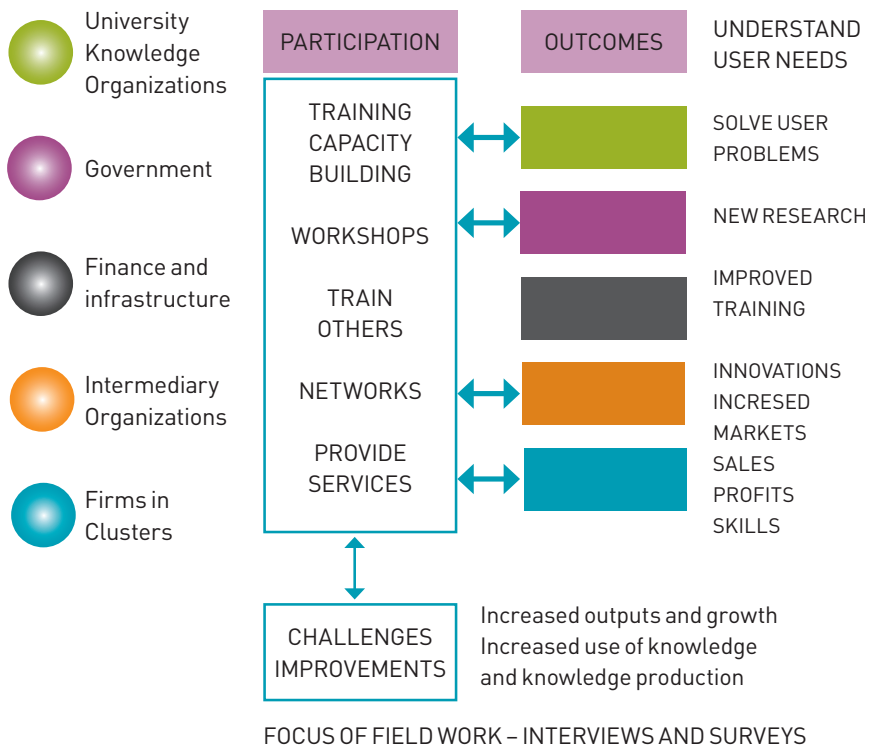 University
Knowledge
Organizations
Government
Finance and
infrastructure
Intermediary
Organizations
Firms in
Clusters
PARTICIPATION
TRAINING
CAPACITY
BUILDING
WORKSHOPS
TRAIN
OTHERS
NETWORKS
PROVIDE
SERVICES
CHALLENGES
IMPROVEMENTS
OUTCOMES
UNDERSTAND
USER NEEDS
SOLVE USER
PROBLEMS
NEW RESEARCH
IMPROVED
TRAINING
INNOVATIONS
INCRESED
MARKETS
SALES
PROFITS
SKILLS
Increased outputs and growth
Increased use of knowledge
and knowledge production
FOCUS OF FIELD WORK – INTERVIEWS AND SURVEYS